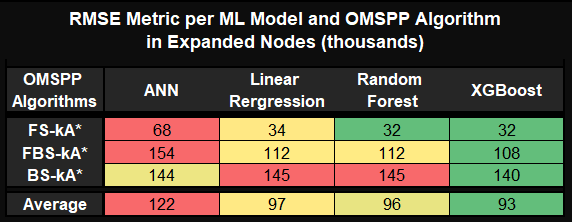 RMSE Metric per ML Model and OMSPP Algorithm
in Expanded Nodes (thousands)
OMSPP Algorithms ANN Linear Rergression Random Forest XGBoost
FS-kA* 68 34 32 32
FBS-kA* 154 112 112 108
BS-kA* 144 145 145 140
Average 122 97 96 93